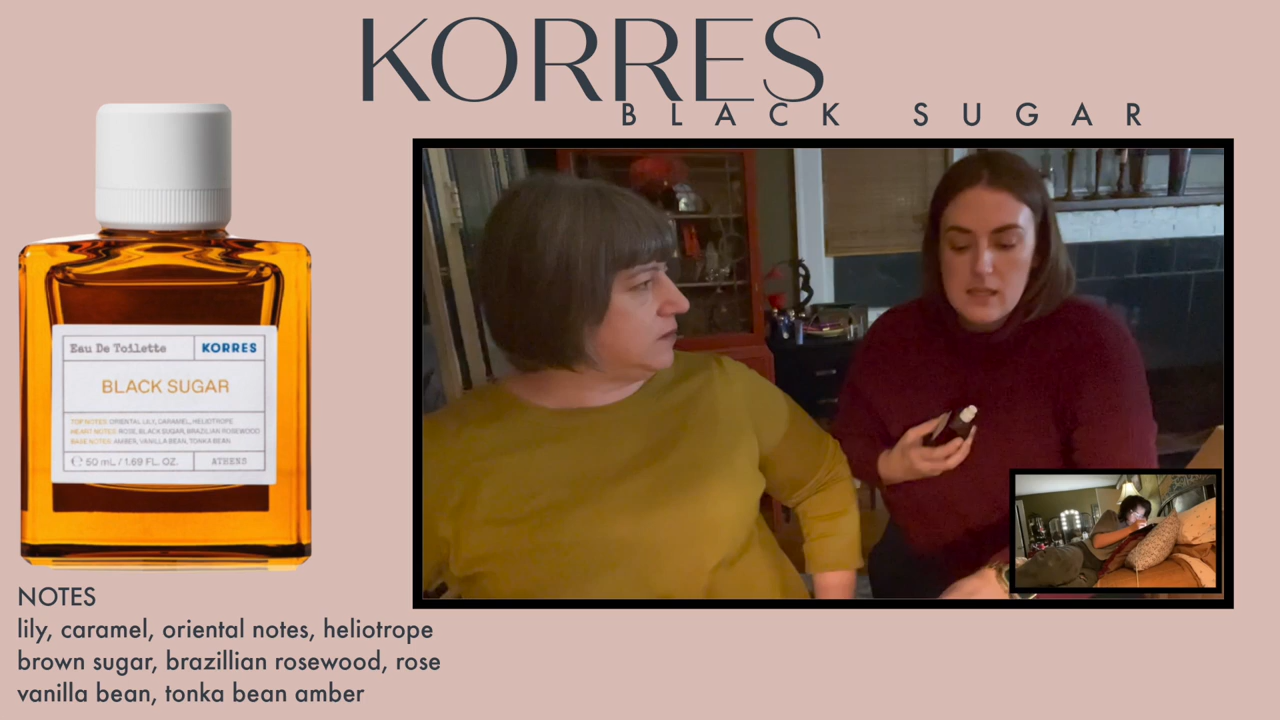 KORRES
BLACK SUGAR
Eau De Toilette
KORRES
BLACK SUGAR
TOP NOTES: ORIENTAL LILY, CARAMEL, HELIOTROPE
HEART NOTES: ROSE, BLACK SUGAR, BRAZILIAN ROSEWOOD
BASE NOTES: AMBER, VANILLA BEAN, TONKA BEAN
℮ 50 mL / 1.69 FL. OZ.
ATHENS
NOTES
lily, caramel, oriental notes, heliotrope
brown sugar, brazillian rosewood, rose
vanilla bean, tonka bean amber